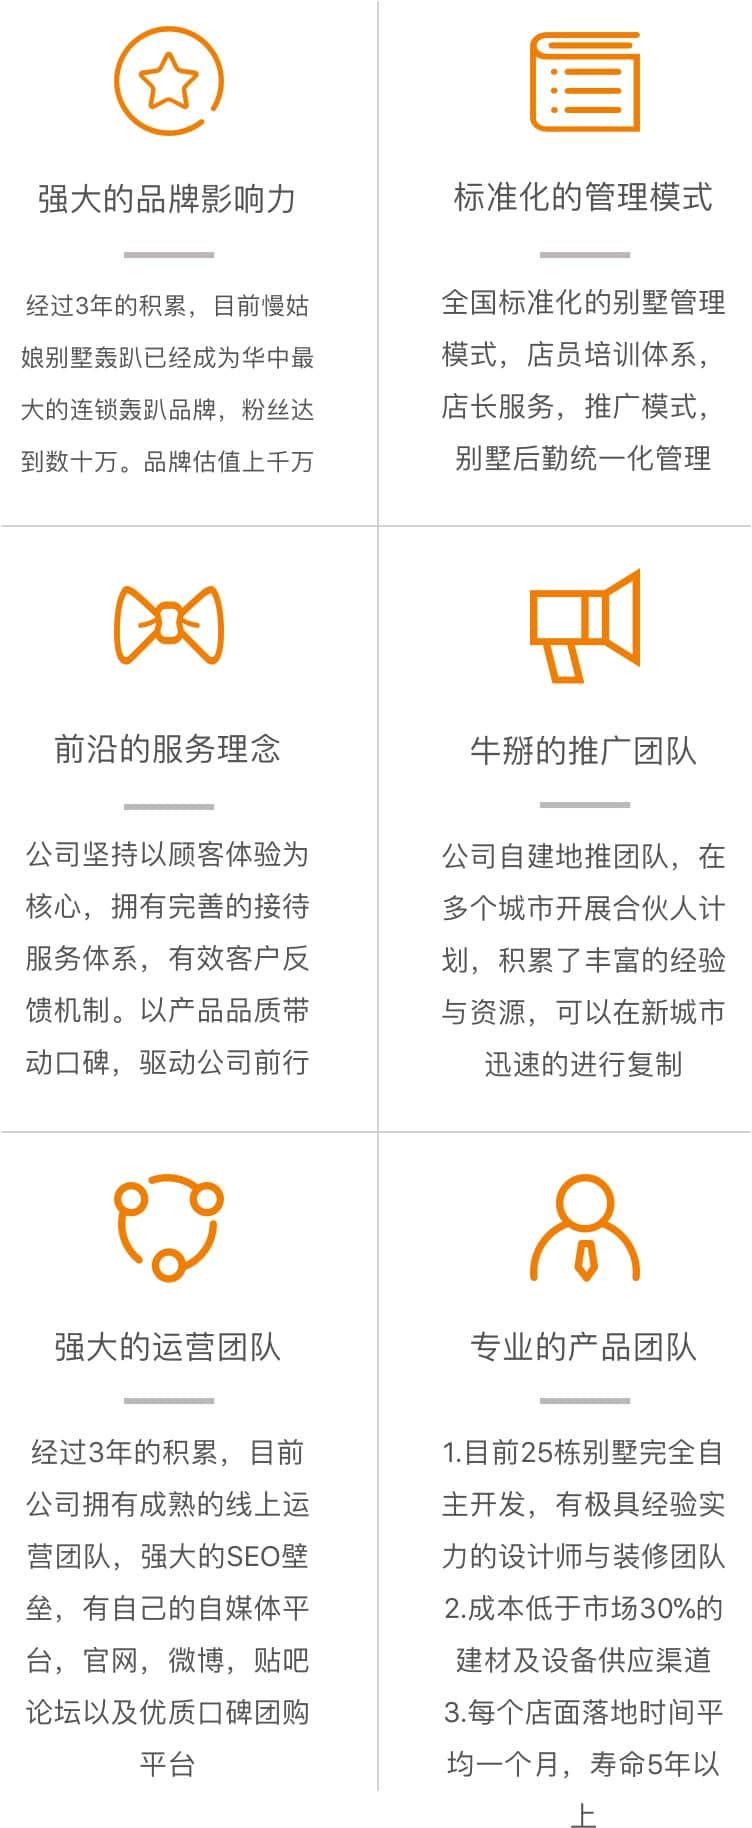 强大的品牌影响力
经过3年的积累，目前慢姑
娘别墅轰趴已经成为华中最
大的连锁轰趴品牌，粉丝达
到数十万。品牌估值上千万
标准化的管理模式
全国标准化的别墅管理
模式，店员培训体系，
店长服务，推广模式，
别墅后勤统一化管理
前沿的服务理念
公司坚持以顾客体验为
核心，拥有完善的接待
服务体系，有效客户反
馈机制。以产品品质带
动口碑，驱动公司前行
牛掰的推广团队
公司自建地推团队，在
多个城市开展合伙人计
划，积累了丰富的经验
与资源，可以在新城市
迅速的进行复制
强大的运营团队
经过3年的积累，目前
公司拥有成熟的线上运
营团队，强大的SEO壁
垒，有自己的自媒体平
台，官网，微博，贴吧
论坛以及优质口碑团购
平台
专业的产品团队
1.目前25栋别墅完全自
主开发，有极具经验实
力的设计师与装修团队
2.成本低于市场30%的
建材及设备供应渠道
3.每个店面落地时间平
均一个月，寿命5年以
上